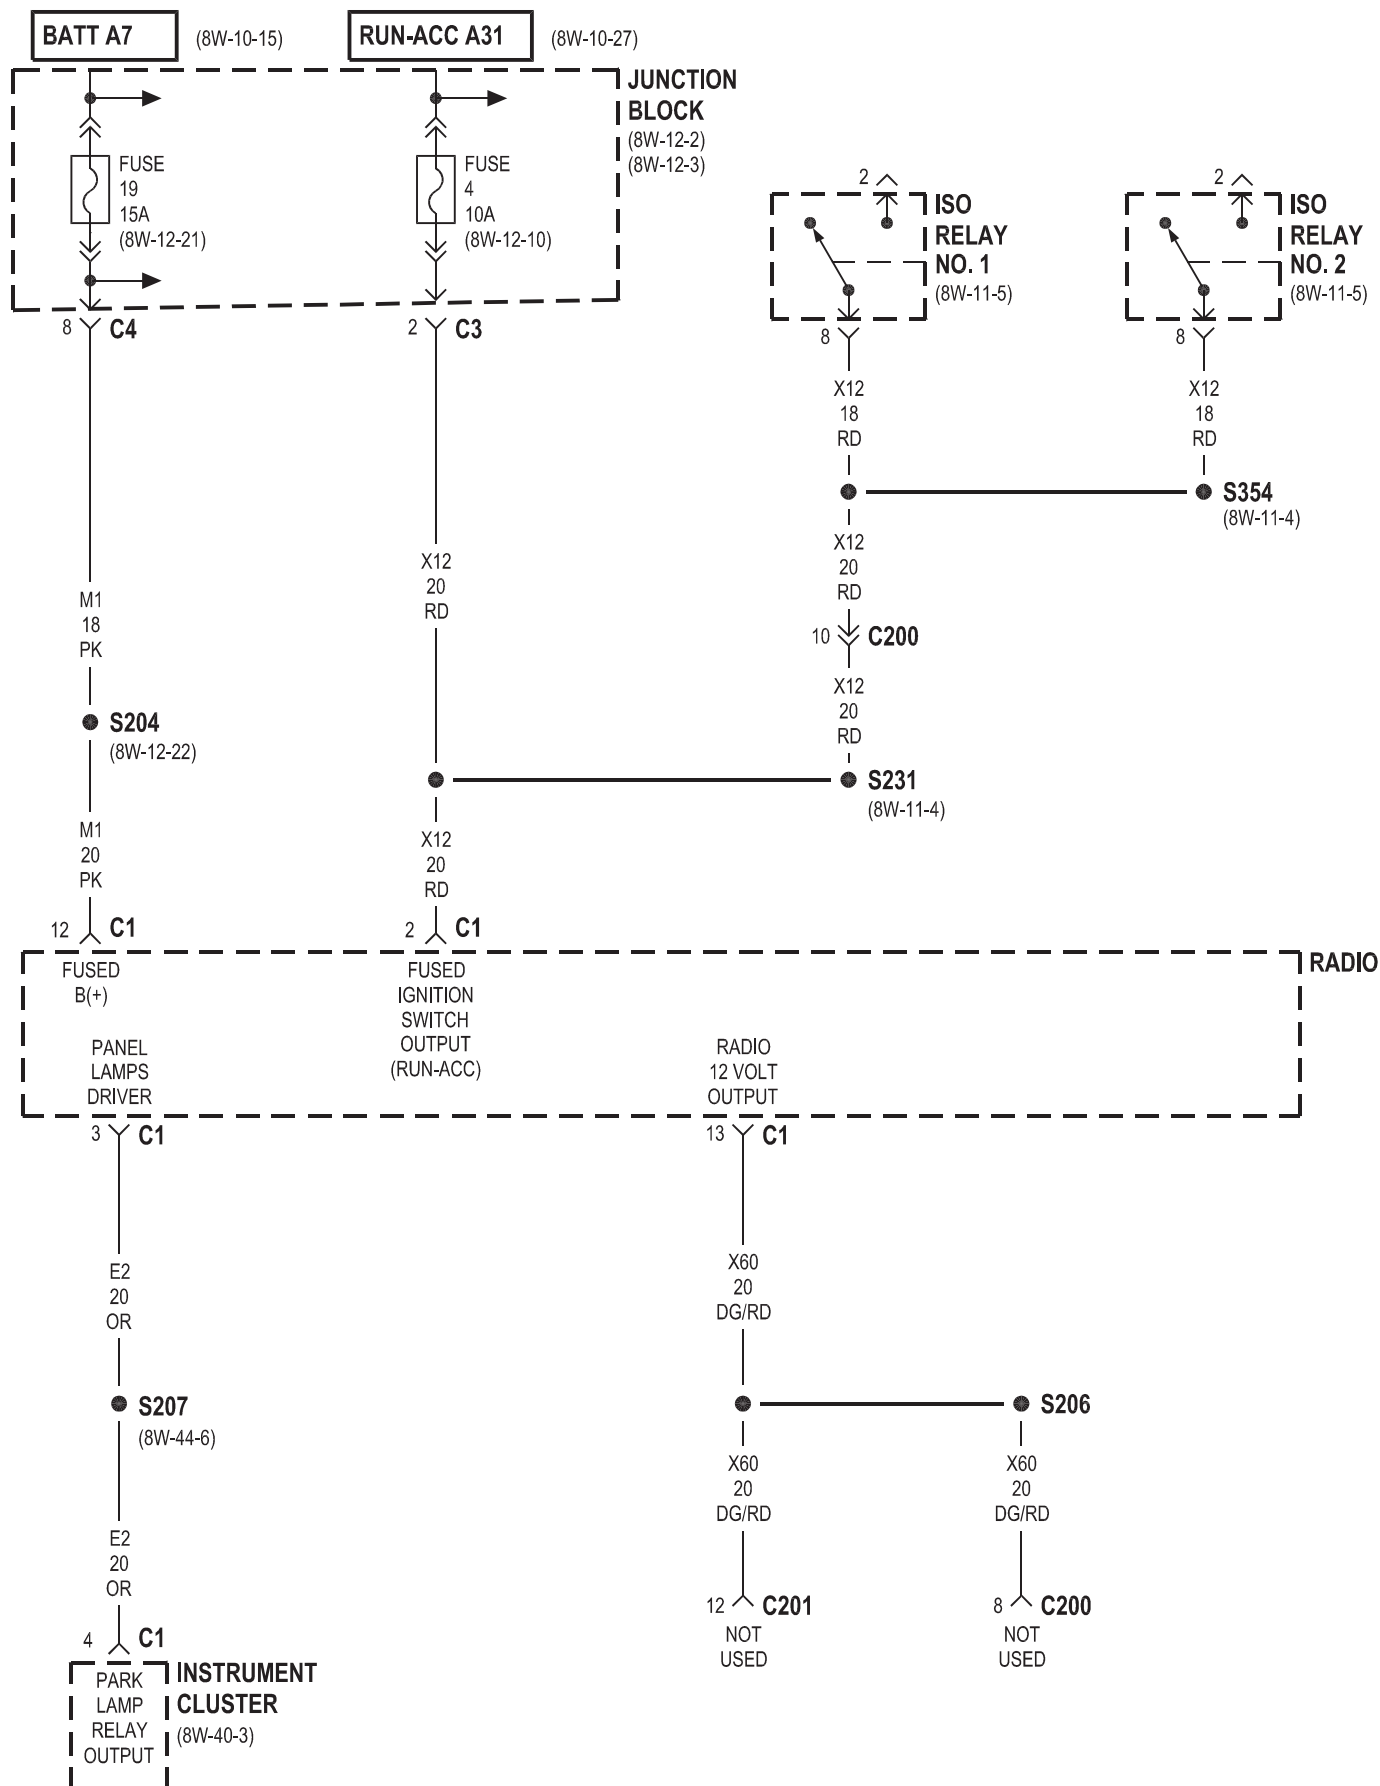 BATT A7
(8W-10-15)
RUN-ACC A31
(8W-10-27)
JUNCTION
BLOCK
(8W-12-2)
(8W-12-3)
FUSE
19
15A
(8W-12-21)
FUSE
4
10A
(8W-12-10)
8
C4
2
C3
2
ISO
RELAY
NO. 1
(8W-11-5)
8
2
ISO
RELAY
NO. 2
(8W-11-5)
8
X12
18
RD
X12
18
RD
S354
(8W-11-4)
X12
20
RD
10
C200
X12
20
RD
X12
20
RD
M1
18
PK
S204
(8W-12-22)
S231
(8W-11-4)
M1
20
PK
X12
20
RD
12
C1
2
C1
RADIO
FUSED
B(+)
FUSED
IGNITION
SWITCH
OUTPUT
(RUN-ACC)
PANEL
LAMPS
DRIVER
RADIO
12 VOLT
OUTPUT
3
C1
13
C1
E2
20
OR
X60
20
DG/RD
S207
(8W-44-6)
S206
X60
20
DG/RD
X60
20
DG/RD
E2
20
OR
12
C201
NOT
USED
8
C200
NOT
USED
4
C1
PARK
LAMP
RELAY
OUTPUT
INSTRUMENT
CLUSTER
(8W-40-3)